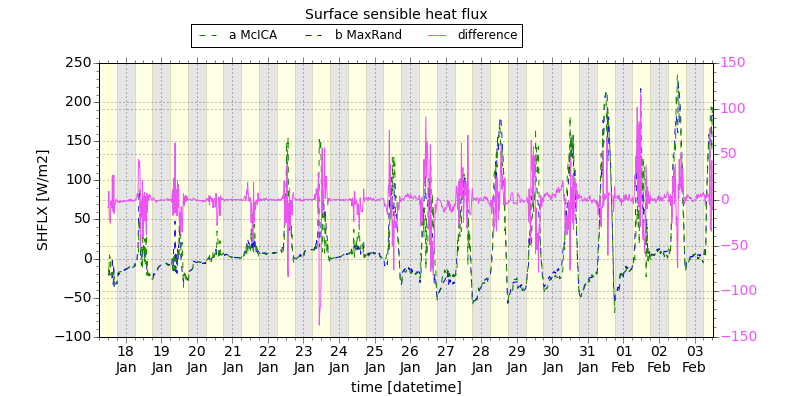 Surface sensible heat flux
a McICA b MaxRand difference
250
200
150
100
50
0
−50
−100
SHFLX [W/m2]
150
100
50
0
−50
−100
−150
18 19 20 21 22 23 24 25 26 27 28 29 30 31 01 02 03
Jan Jan Jan Jan Jan Jan Jan Jan Jan Jan Jan Jan Jan Jan Feb Feb Feb
time [datetime]